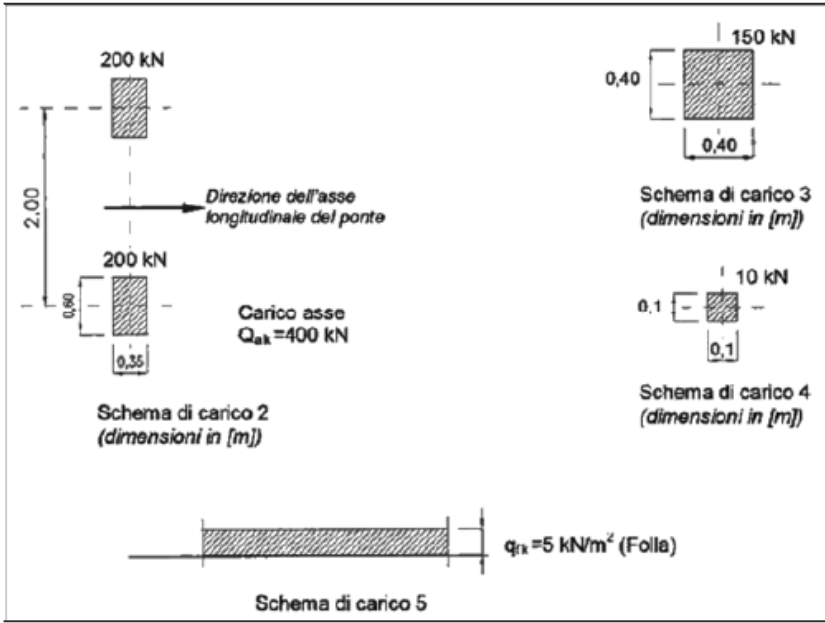 200 kN
2,00
Direzione dell'asse
longitudinale del ponte
200 kN
0,60
0,35
Carico asse
Qak=400 kN
Schema di carico 2
(dimensioni in [m])
150 kN
0,40
0,40
Schema di carico 3
(dimensioni in [m])
10 kN
0,1
0,1
Schema di carico 4
(dimensioni in [m])
qfk=5 kN/m² (Folla)
Schema di carico 5